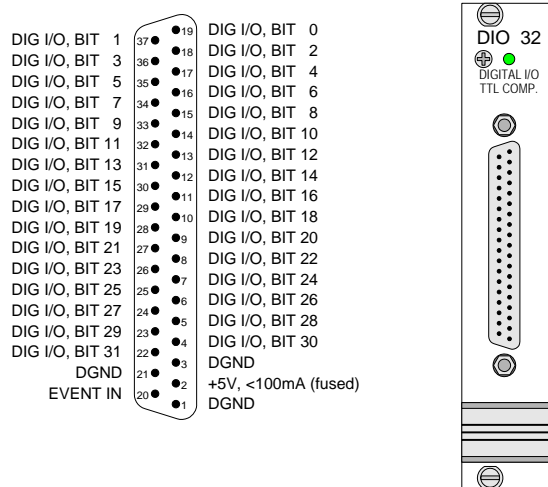 19 DIG I/O, BIT 0
DIG I/O, BIT 1 37
18 DIG I/O, BIT 2
DIG I/O, BIT 3 36
17 DIG I/O, BIT 4
DIG I/O, BIT 5 35
16 DIG I/O, BIT 6
DIG I/O, BIT 7 34
15 DIG I/O, BIT 8
DIG I/O, BIT 9 33
14 DIG I/O, BIT 10
DIG I/O, BIT 11 32
13 DIG I/O, BIT 12
DIG I/O, BIT 13 31
12 DIG I/O, BIT 14
DIG I/O, BIT 15 30
11 DIG I/O, BIT 16
DIG I/O, BIT 17 29
10 DIG I/O, BIT 18
DIG I/O, BIT 19 28
9 DIG I/O, BIT 20
DIG I/O, BIT 21 27
8 DIG I/O, BIT 22
DIG I/O, BIT 23 26
7 DIG I/O, BIT 24
DIG I/O, BIT 25 25
6 DIG I/O, BIT 26
DIG I/O, BIT 27 24
5 DIG I/O, BIT 28
DIG I/O, BIT 29 23
4 DIG I/O, BIT 30
DIG I/O, BIT 31 22
3 DGND
DGND 21
2 +5V, <100mA (fused)
EVENT IN 20
1 DGND
DIO 32
DIGITAL I/O
TTL COMP.